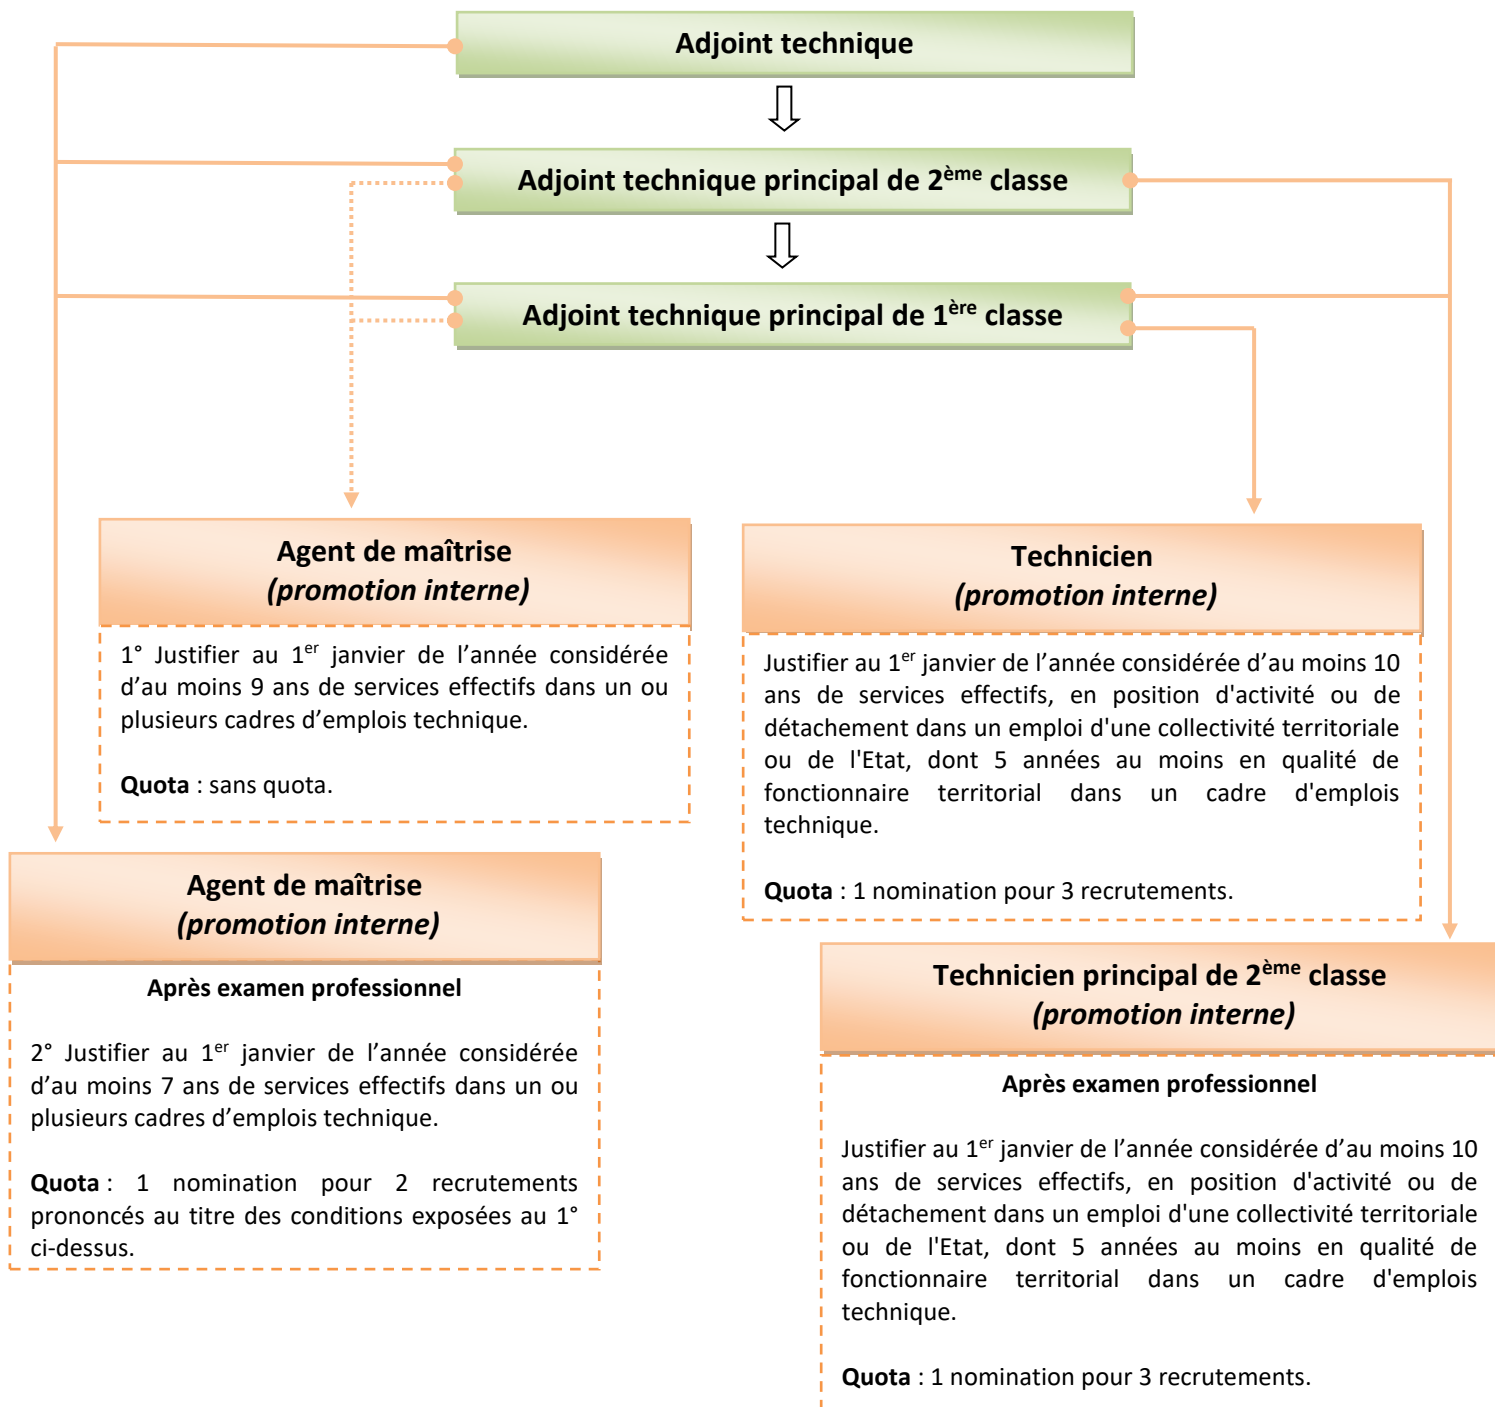 Adjoint technique
Adjoint technique principal de 2ème classe
Adjoint technique principal de 1ère classe
Agent de maîtrise
(promotion interne)
1° Justifier au 1er janvier de l’année considérée
d’au moins 9 ans de services effectifs dans un ou
plusieurs cadres d’emplois technique.
Quota : sans quota.
Technicien
(promotion interne)
Justifier au 1er janvier de l’année considérée d’au moins 10
ans de services effectifs, en position d'activité ou de
détachement dans un emploi d'une collectivité territoriale
ou de l'Etat, dont 5 années au moins en qualité de
fonctionnaire territorial dans un cadre d'emplois
technique.
Quota : 1 nomination pour 3 recrutements.
Agent de maîtrise
(promotion interne)
Après examen professionnel
2° Justifier au 1er janvier de l’année considérée
d’au moins 7 ans de services effectifs dans un ou
plusieurs cadres d’emplois technique.
Quota : 1 nomination pour 2 recrutements
prononcés au titre des conditions exposées au 1°
ci-dessus.
Technicien principal de 2ème classe
(promotion interne)
Après examen professionnel
Justifier au 1er janvier de l’année considérée d’au moins 10
ans de services effectifs, en position d'activité ou de
détachement dans un emploi d'une collectivité territoriale
ou de l'Etat, dont 5 années au moins en qualité de
fonctionnaire territorial dans un cadre d'emplois
technique.
Quota : 1 nomination pour 3 recrutements.